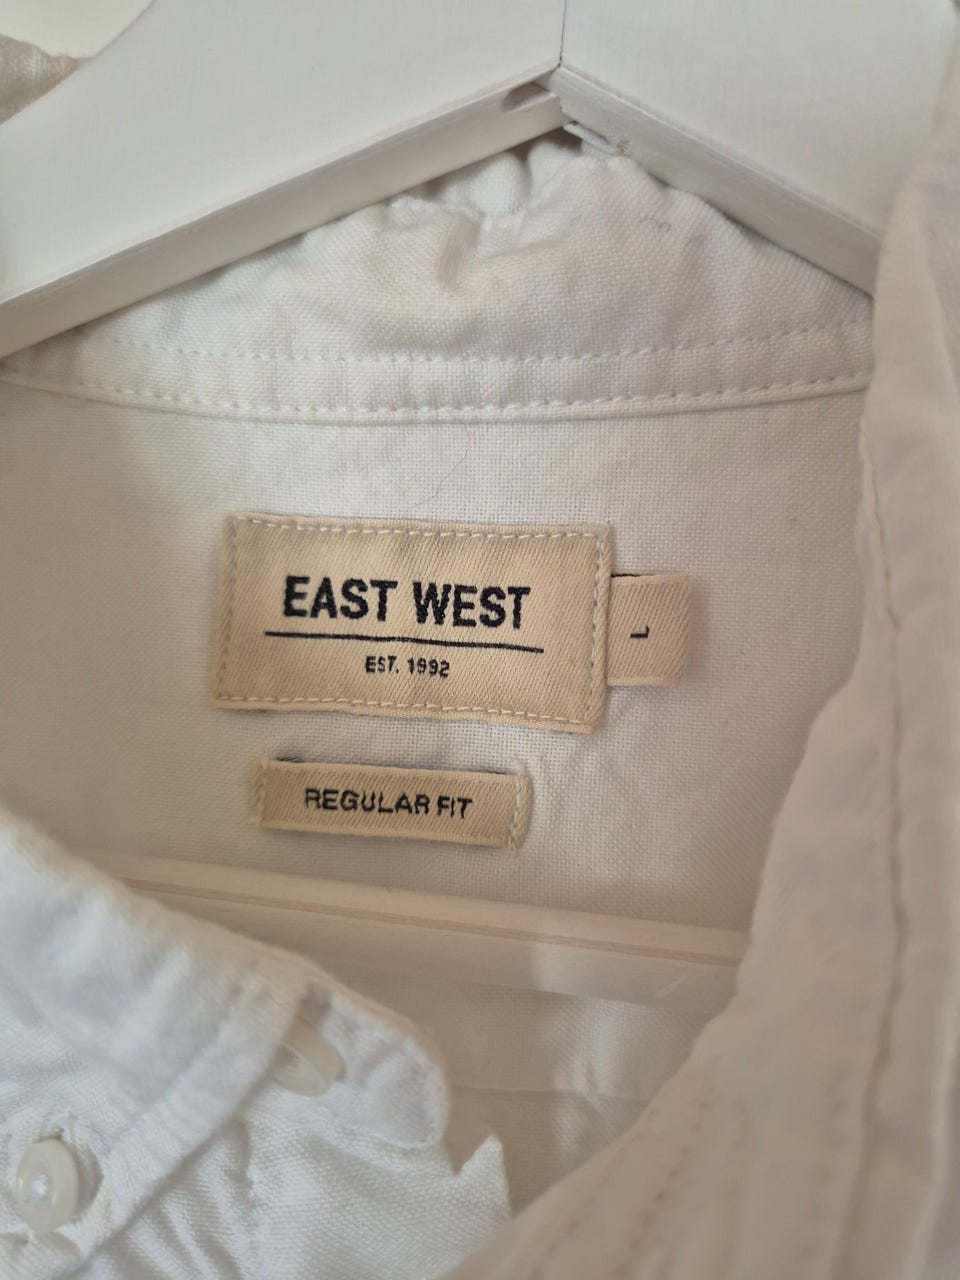 EAST WEST
EST. 1992
L
REGULAR FIT